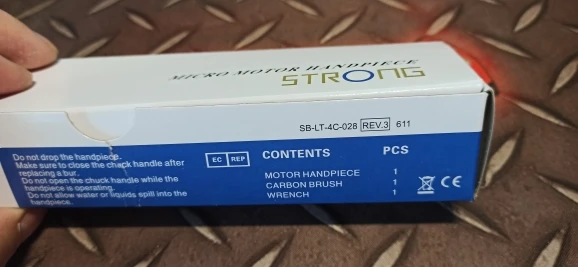 MICRO MOTOR HANDPIECE
STRONG
SB-LT-4C-028 REV.3 611
Do not drop the handpiece.
Make sure to close the chuck handle after
replacing a bur.
Do not open the chuck handle while the
handpiece is operating.
Do not allow water or liquids spill into the
handpiece.
EC REP
CONTENTS PCS
MOTOR HANDPIECE 1
CARBON BRUSH 1
WRENCH 1
CE